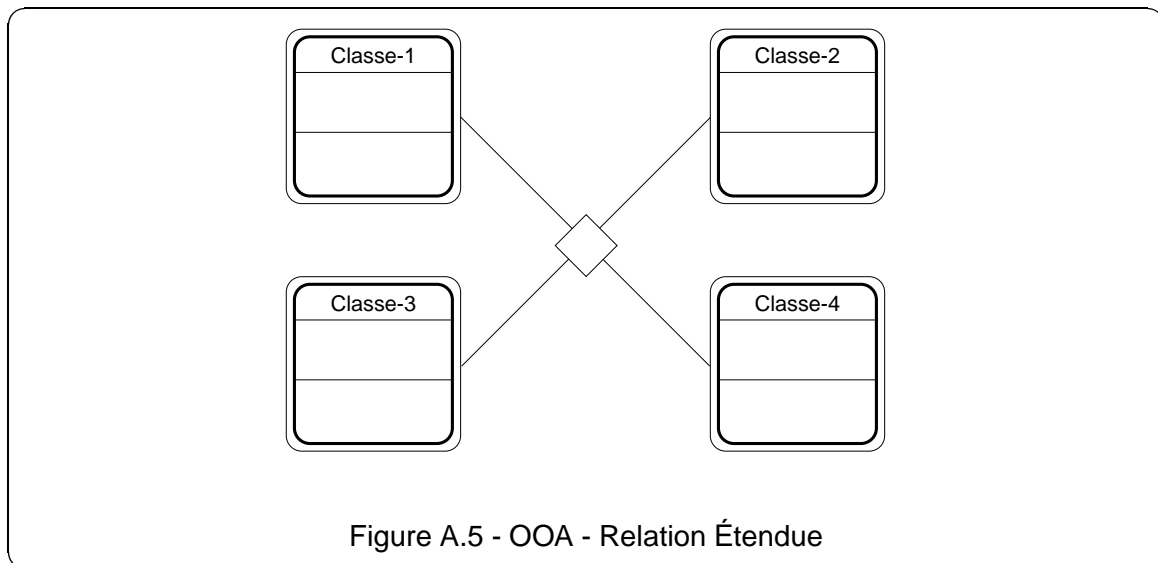 Classe-1
Classe-2
Classe-3
Classe-4
Figure A.5 - OOA - Relation Étendue